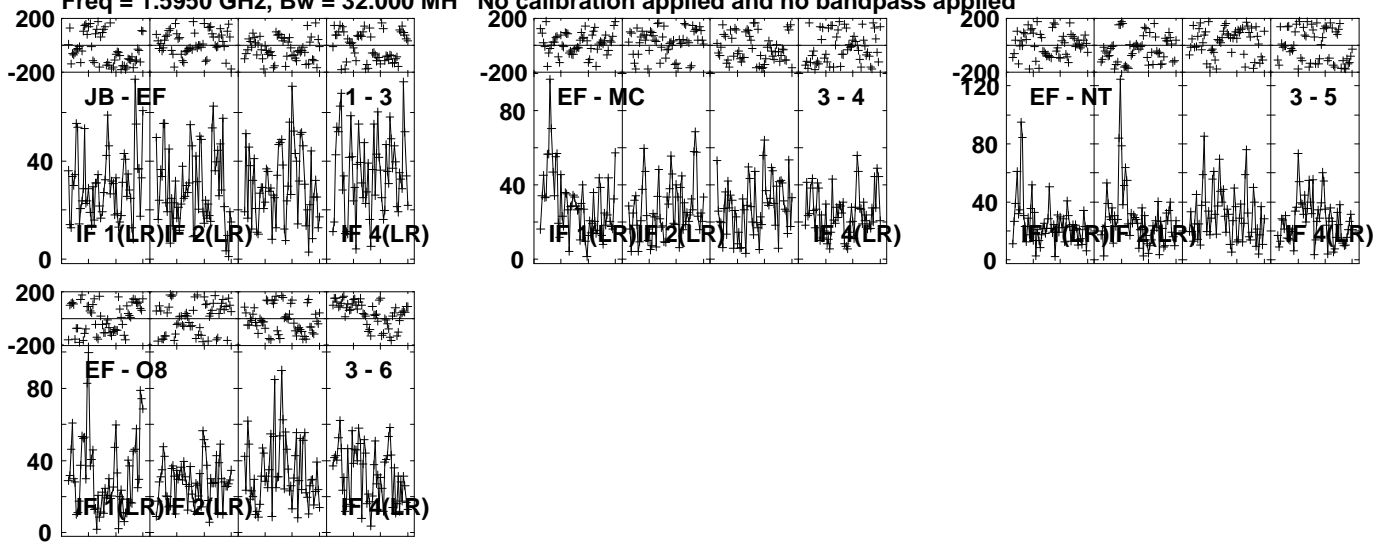 Freq = 1.5950 GHz, Bw = 32.000 MH No calibration applied and no bandpass applied
200
-200
JB - EF 1 - 3
40
0
IF 1(LR) IF 2(LR) IF 4(LR)
200
-200
EF - MC 3 - 4
80
40
0
IF 1(LR) IF 2(LR) IF 4(LR)
200
-200
120
EF - NT 3 - 5
80
40
0
IF 1(LR) IF 2(LR) IF 4(LR)
200
-200
EF - O8 3 - 6
80
40
0
IF 1(LR) IF 2(LR) IF 4(LR)